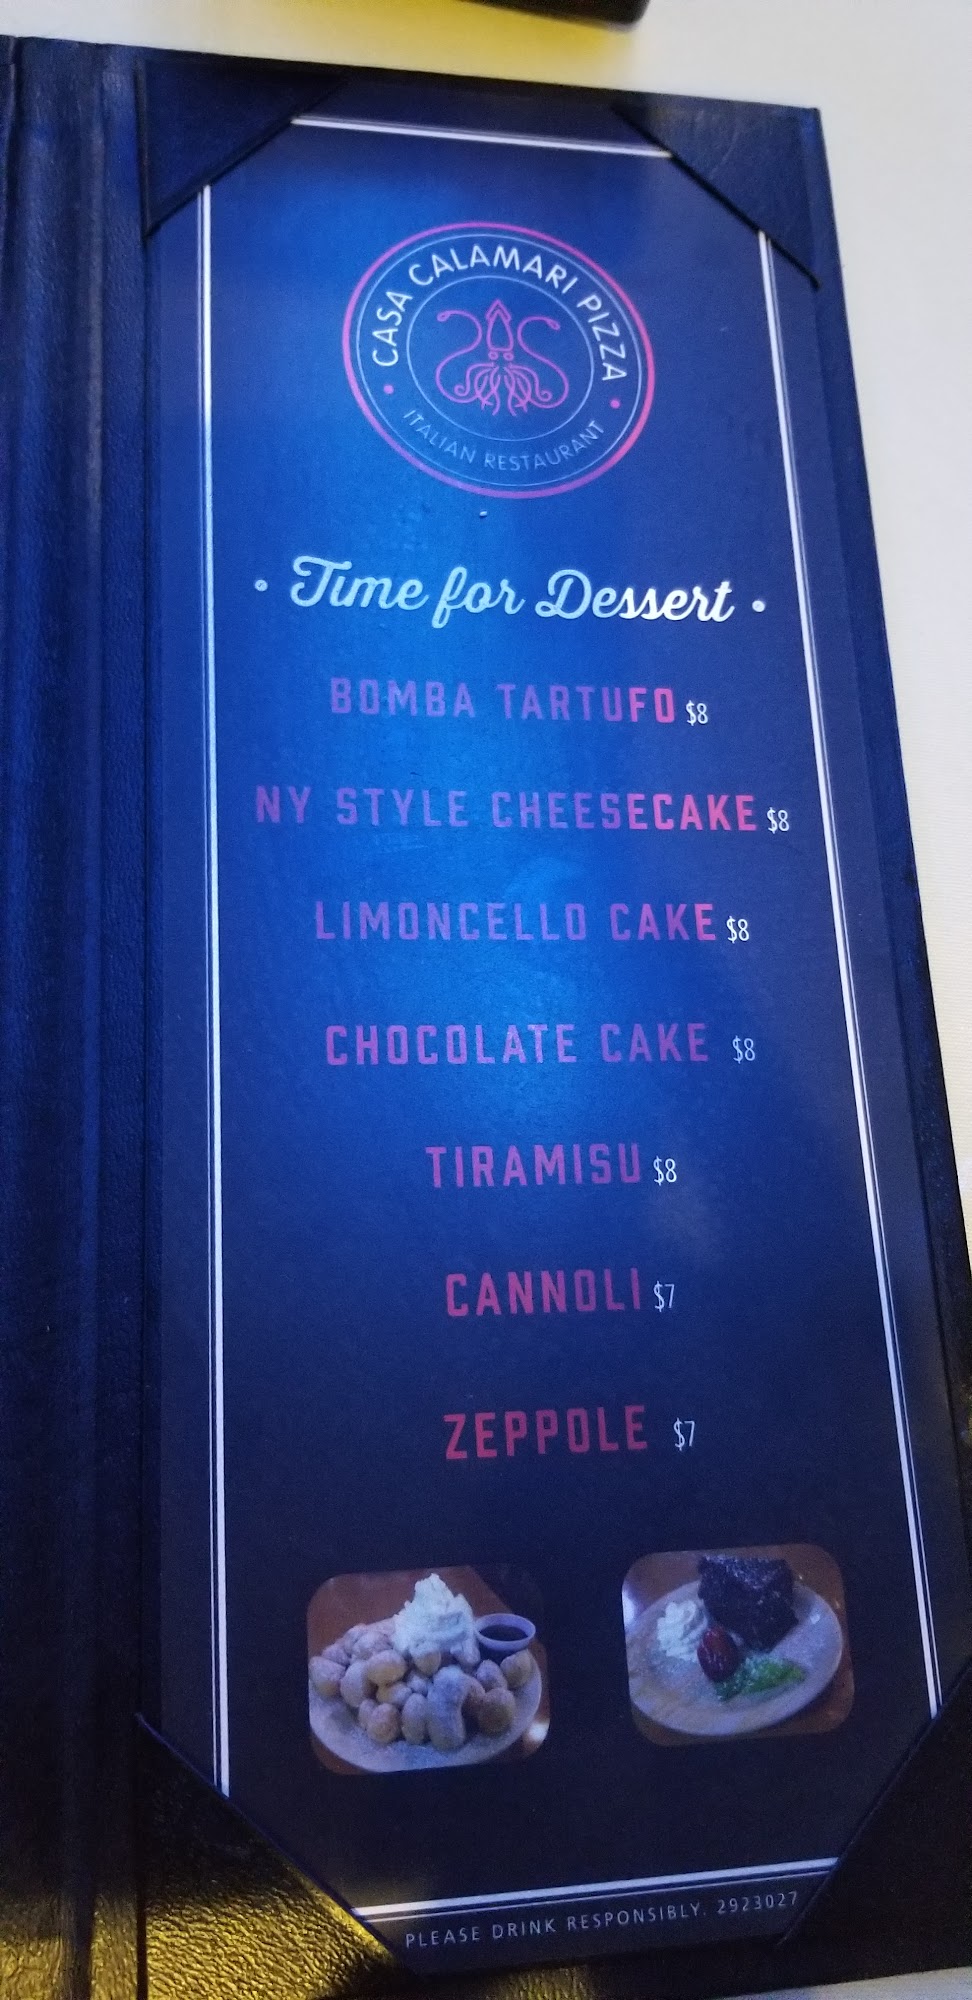 CASA CALAMARI PIZZA
ITALIAN RESTAURANT
• Time for Dessert •
BOMBA TARTUFO $8
NY STYLE CHEESECAKE $8
LIMONCELLO CAKE $8
CHOCOLATE CAKE $8
TIRAMISU $8
CANNOLI $7
ZEPPOLE $7
PLEASE DRINK RESPONSIBLY. 2923027